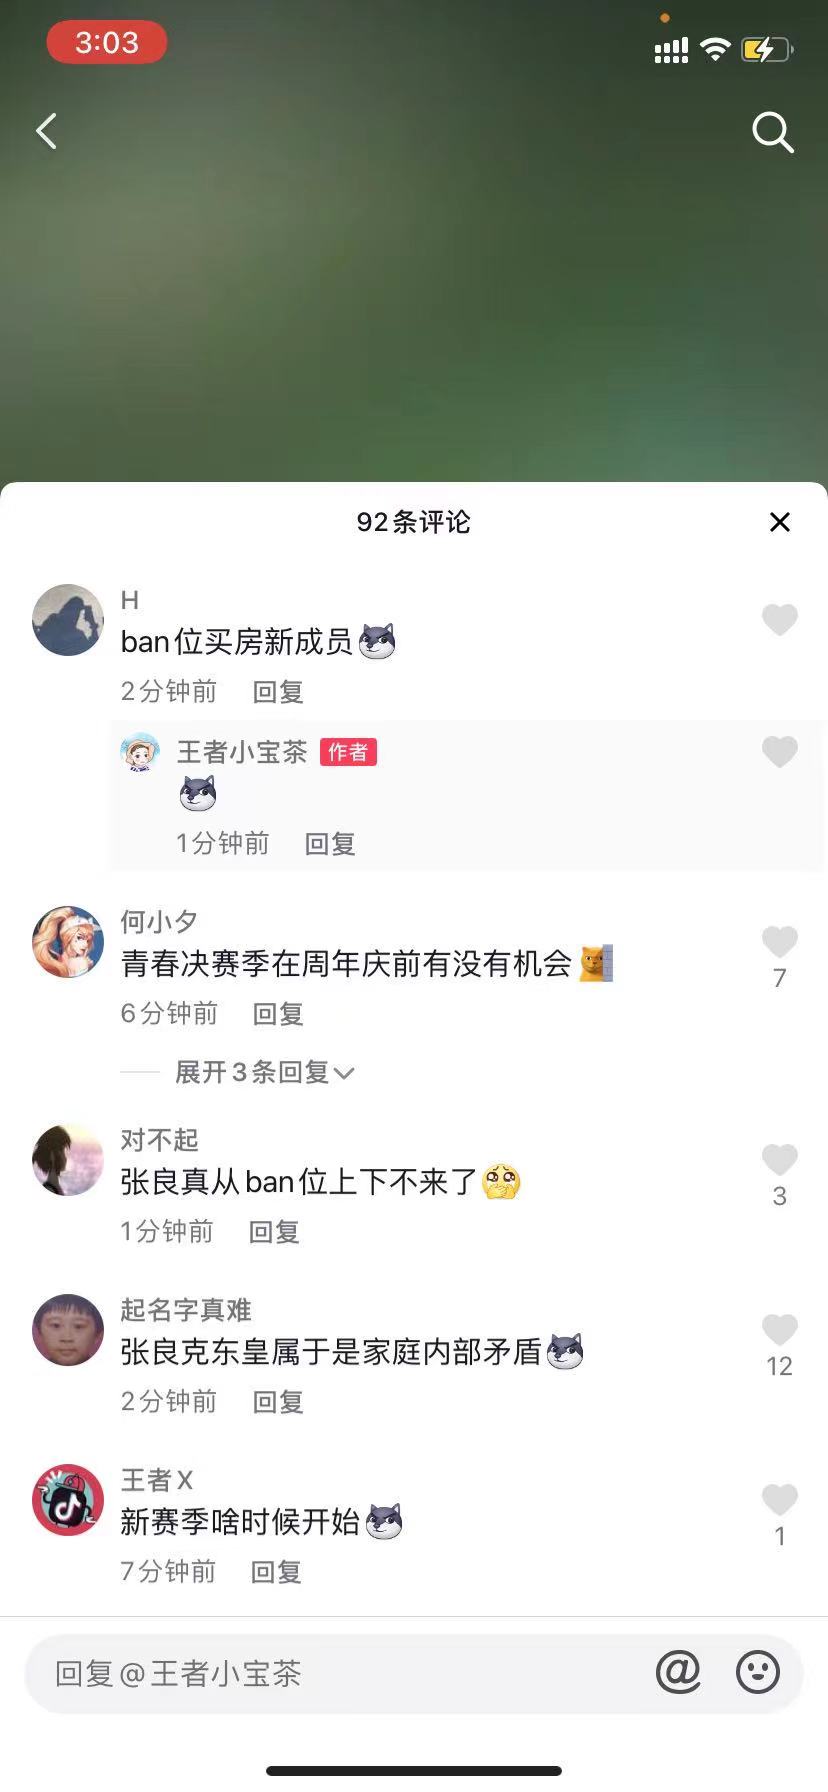 3:03
92条评论
H
ban位买房新成员
2分钟前 回复
王者小宝茶 作者
1分钟前 回复
何小夕
青春决赛季在周年庆前有没有机会
7
6分钟前 回复
展开3条回复
对不起
张良真从ban位上下不来了
3
1分钟前 回复
起名字真难
张良克东皇属于是家庭内部矛盾
12
2分钟前 回复
王者X
新赛季啥时候开始
1
7分钟前 回复
回复@王者小宝茶